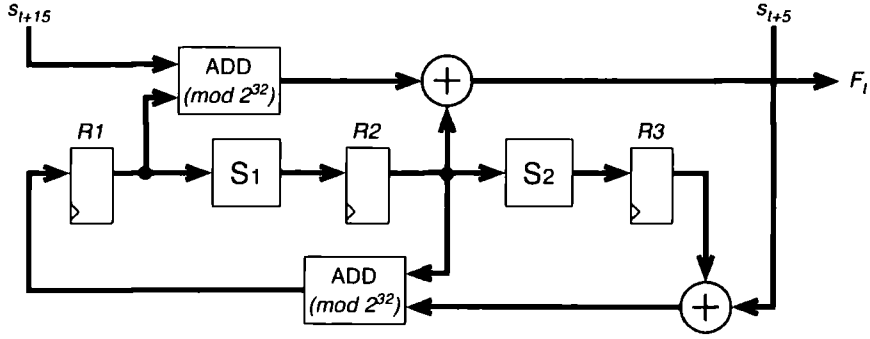 s_{t+15}
s_{t+5}
ADD
(mod 2^{32})
F_t
R1
R2
R3
S1
S2
ADD
(mod 2^{32})